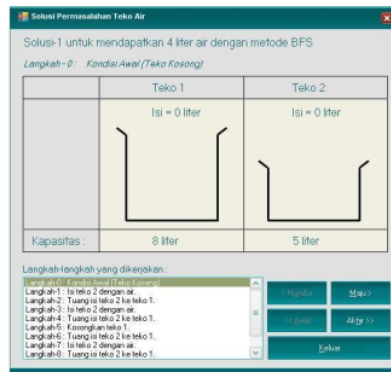 Solusi Permasalahan Teko Air
Solusi-1 untuk mendapatkan 4 liter air dengan metode BFS
Langkah-0: Kondisi Awal (Teko Kosong)
Teko 1 Teko 2
Isi = 0 liter Isi = 0 liter
Kapasitas : 8 liter 5 liter
Langkah-langkah yang dikerjakan :
Langkah-0 : Kondisi Awal (Teko Kosong)
Langkah-1 : Isi teko 2 dengan air.
Langkah-2 : Tuang isi teko 2 ke teko 1.
Langkah-3 : Isi teko 2 dengan air.
Langkah-4 : Tuang isi teko 2 ke teko 1.
Langkah-5 : Kosongkan teko 1.
Langkah-6 : Tuang isi teko 2 ke teko 1.
Langkah-7 : Isi teko 2 dengan air.
Langkah-8 : Tuang isi teko 2 ke teko 1.
< Mundur Maju >
<< Awal Akhir >>
Keluar